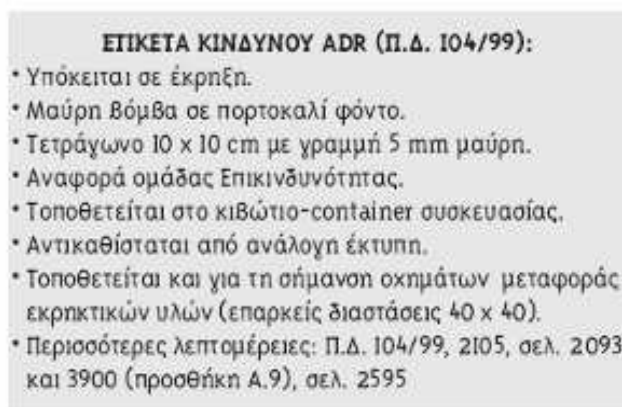 ΕΤΙΚΕΤΑ ΚΙΝΔΥΝΟΥ ADR (Π.Δ. 104/99):
• Υπόκειται σε έκρηξη.
• Μαύρη βόμβα σε πορτοκαλί φόντο.
• Τετράγωνο 10 x 10 cm με γραμμή 5 mm μαύρη.
• Αναφορά ομάδας Επικινδυνότητας.
• Τοποθετείται στο κιβώτιο-container συσκευασίας.
• Αντικαθίσταται από ανάλογη έκτυπη.
• Τοποθετείται και για τη σήμανση οχημάτων μεταφοράς
εκρηκτικών υλών (επαρκείς διαστάσεις 40 x 40).
• Περισσότερες λεπτομέρειες: Π.Δ. 104/99, 2105, σελ. 2093
και 3900 (προσθήκη Α.9), σελ. 2595